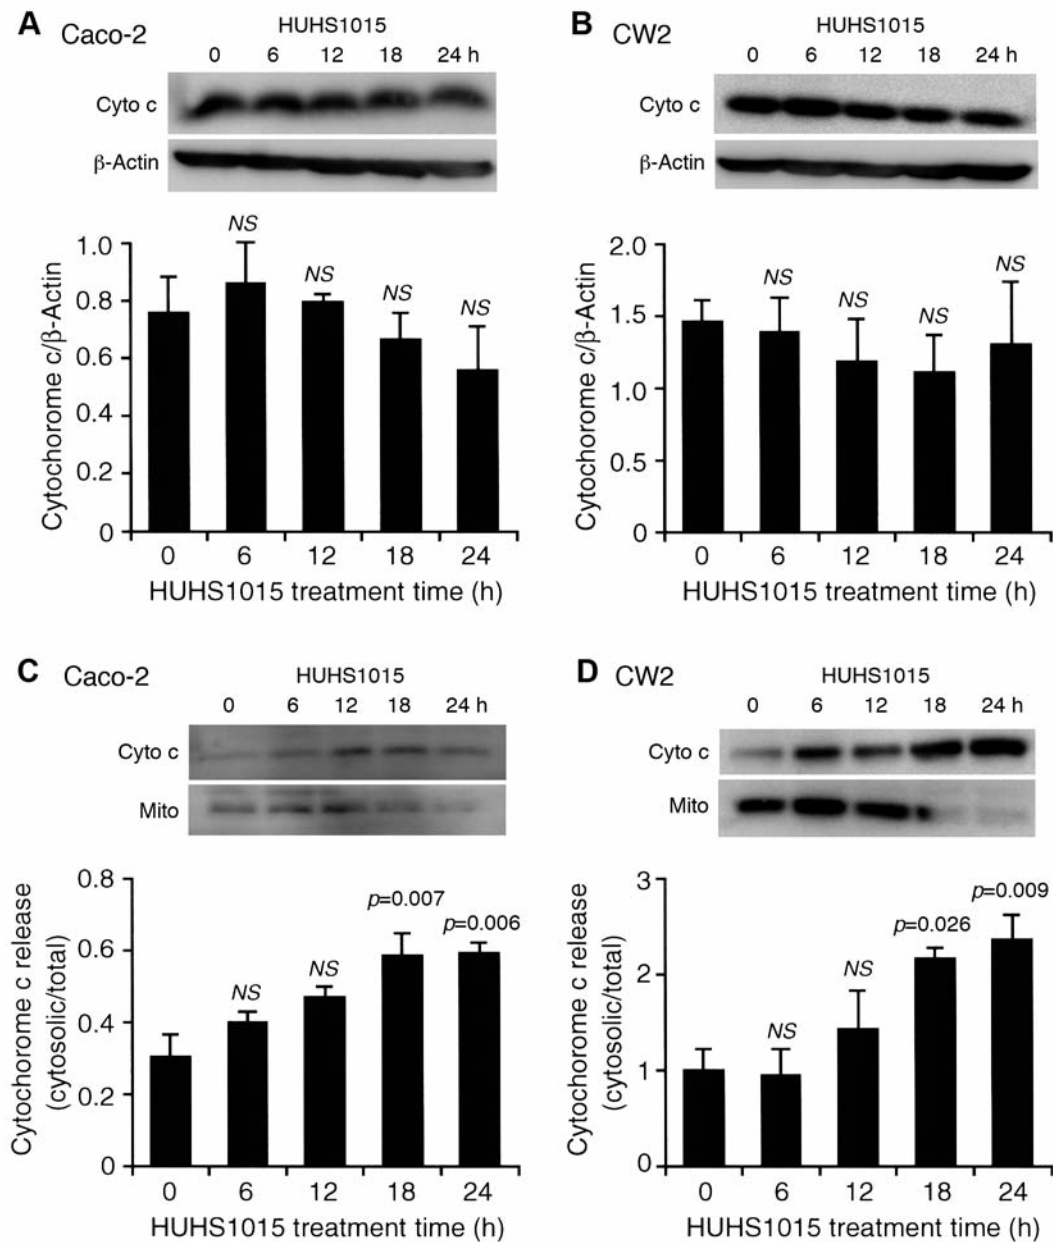 A Caco-2
HUHS1015
0 6 12 18 24 h
Cyto c
β-Actin
Cytochorome c/β-Actin
1.0
0.8
0.6
0.4
0.2
0
NS
NS
NS
NS
0 6 12 18 24
HUHS1015 treatment time (h)
B CW2
HUHS1015
0 6 12 18 24 h
Cyto c
β-Actin
Cytochorome c/β-Actin
2.0
1.5
1.0
0.5
0
NS
NS
NS
NS
0 6 12 18 24
HUHS1015 treatment time (h)
C Caco-2
HUHS1015
0 6 12 18 24 h
Cyto c
Mito
Cytochorome c release
(cytosolic/total)
0.8
0.6
0.4
0.2
0
NS
NS
p=0.007
p=0.006
0 6 12 18 24
HUHS1015 treatment time (h)
D CW2
HUHS1015
0 6 12 18 24 h
Cyto c
Mito
Cytochorome c release
(cytosolic/total)
3
2
1
0
NS
NS
p=0.026
p=0.009
0 6 12 18 24
HUHS1015 treatment time (h)